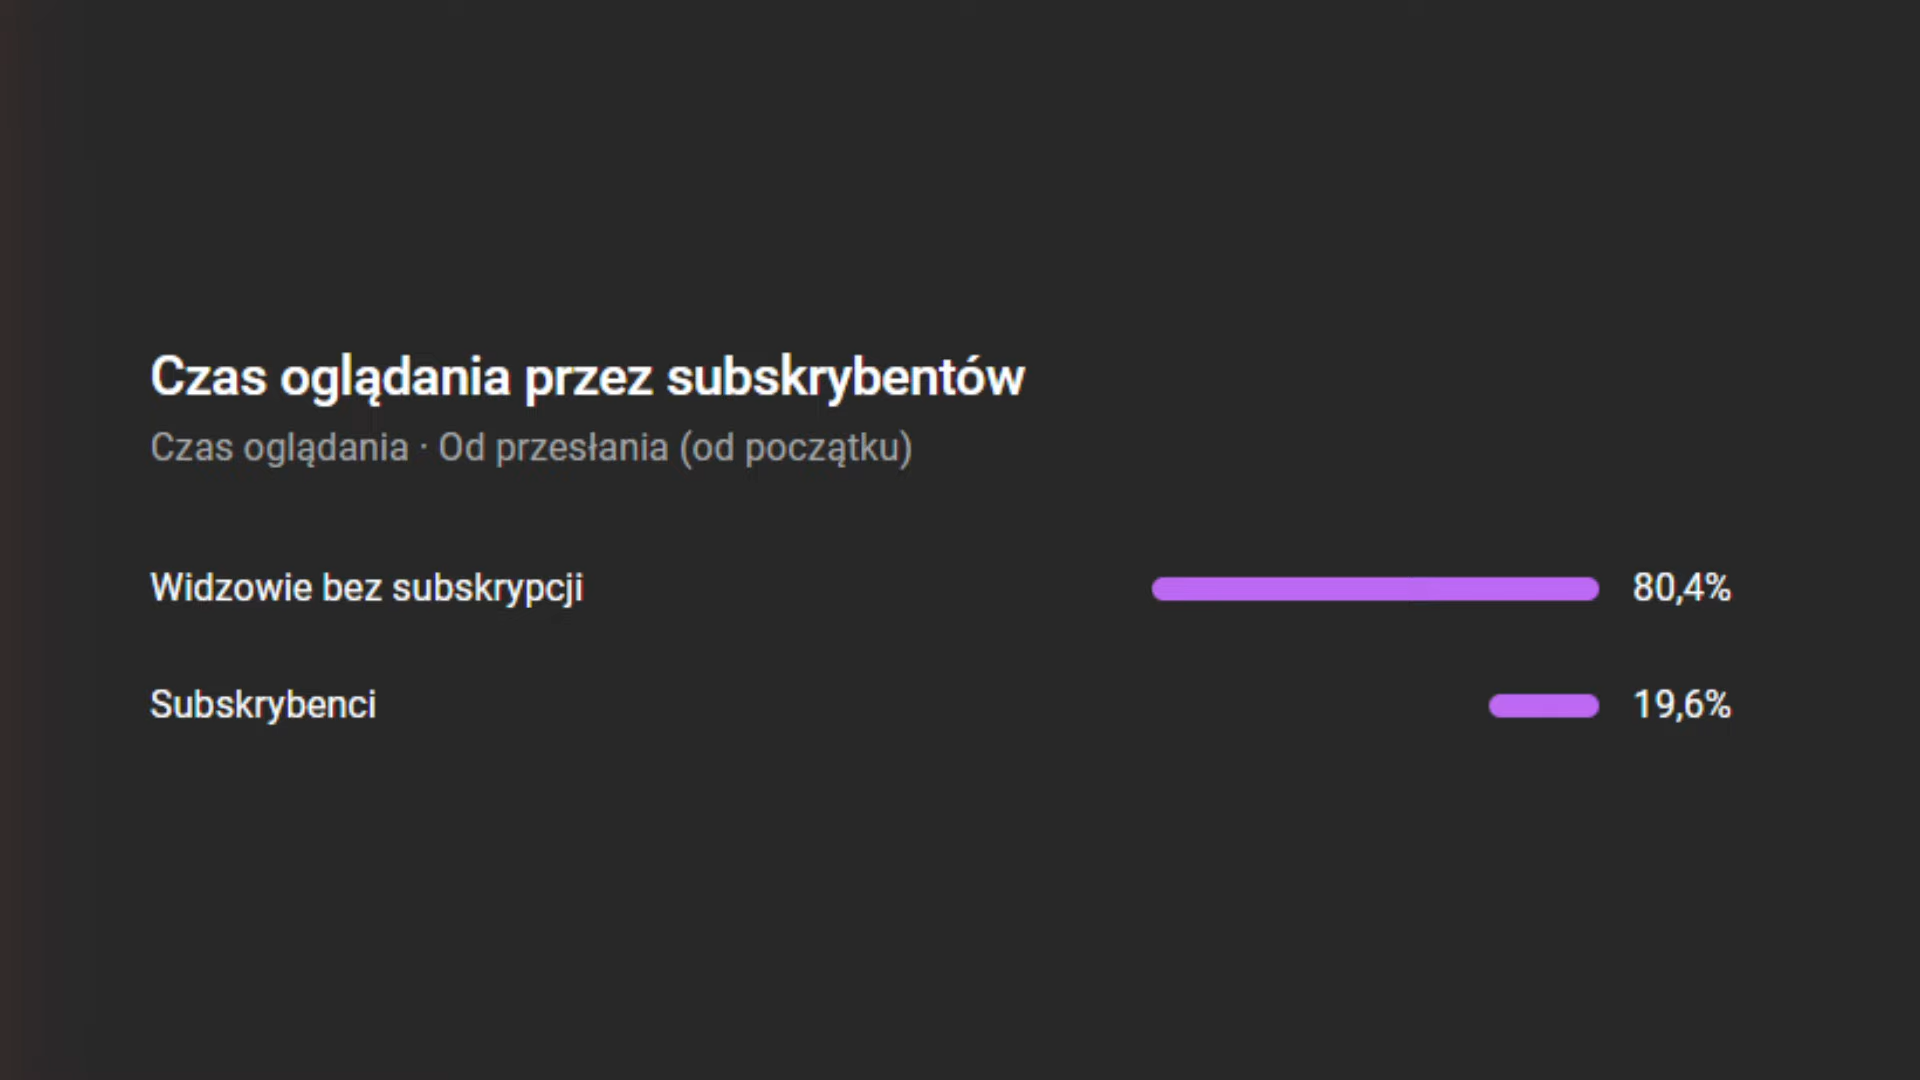 Czas oglądania przez subskrybentów
Czas oglądania · Od przesłania (od początku)
Widzowie bez subskrypcji 80,4%
Subskrybenci 19,6%